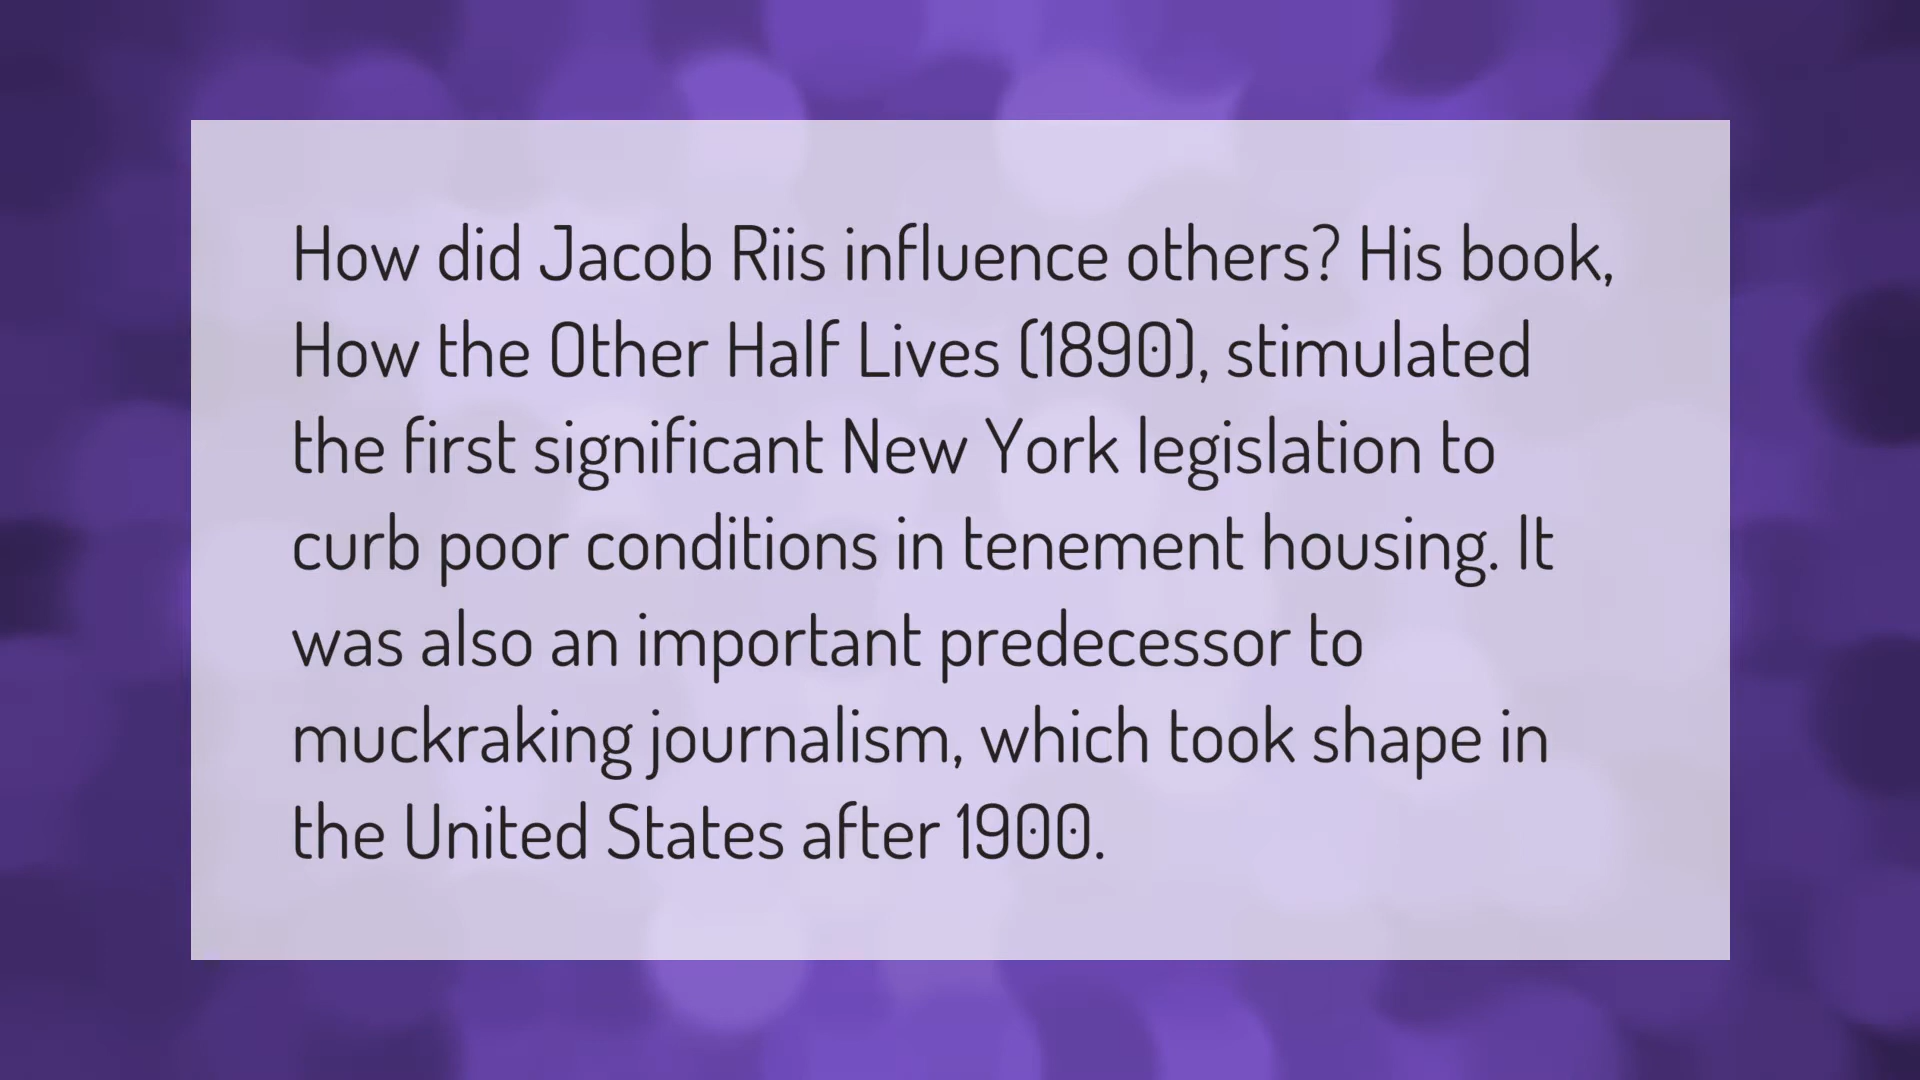 How did Jacob Riis influence others? His book,
How the Other Half Lives (1890), stimulated
the first significant New York legislation to
curb poor conditions in tenement housing. It
was also an important predecessor to
muckraking journalism, which took shape in
the United States after 1900.